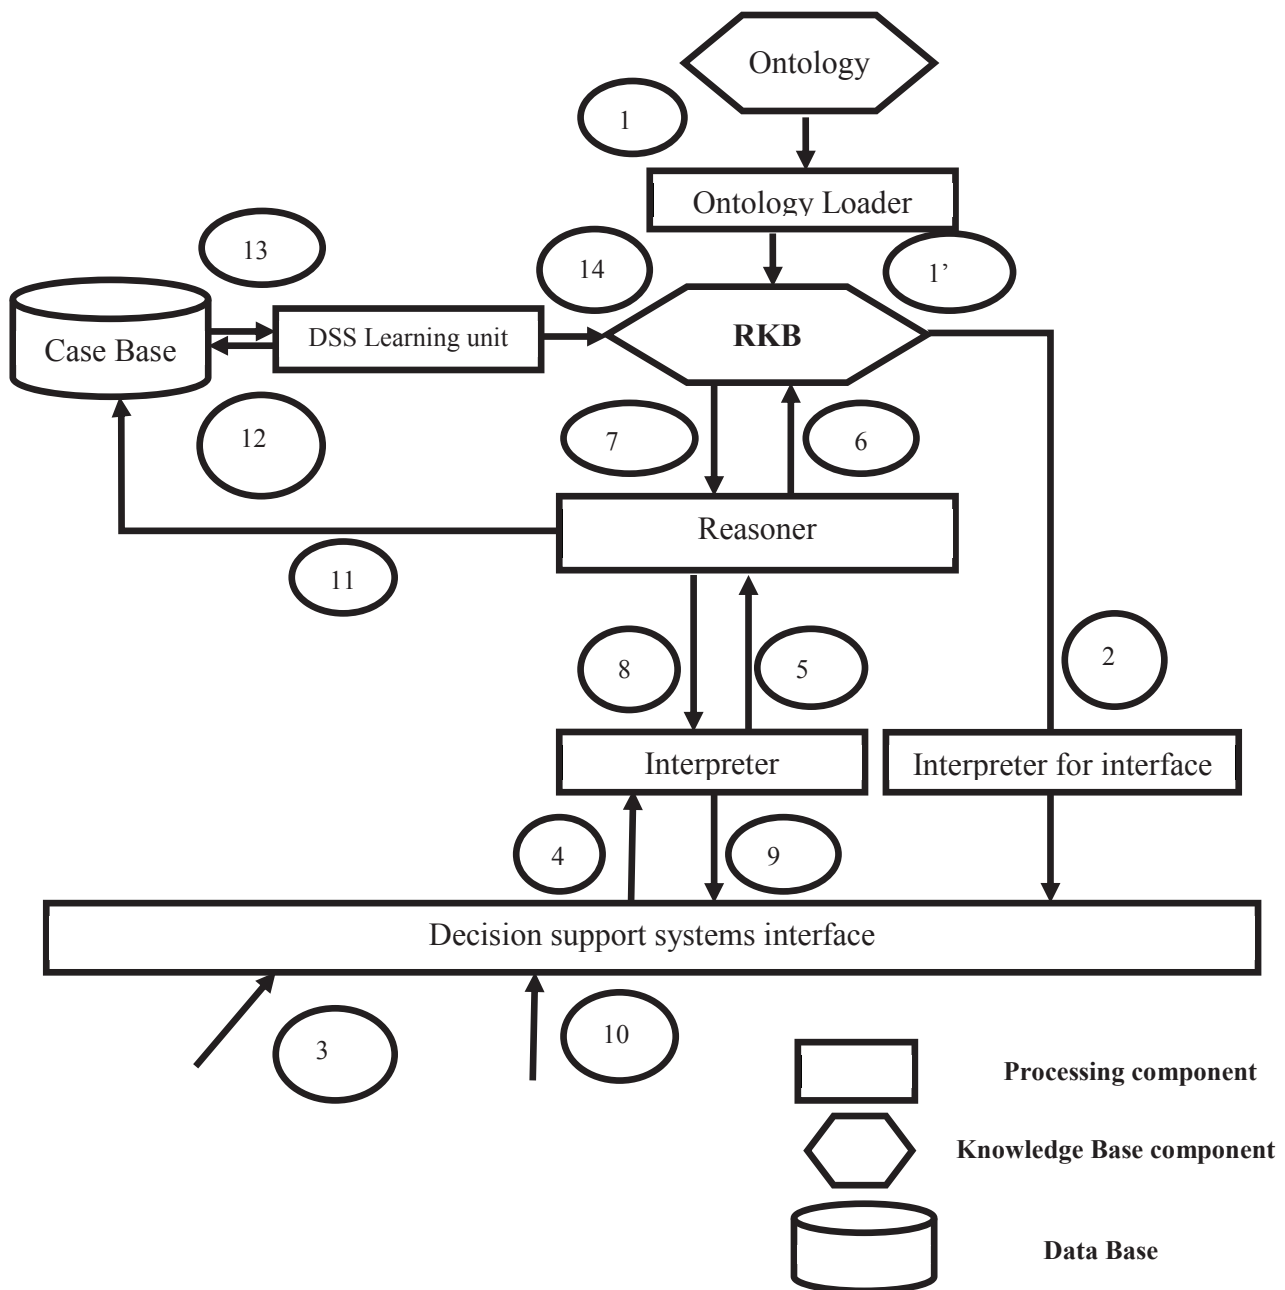 Ontology
1
Ontology Loader
13
14
1’
Case Base
DSS Learning unit
RKB
12
7
6
Reasoner
11
8
5
2
Interpreter
Interpreter for interface
4
9
Decision support systems interface
3
10
Processing component
Knowledge Base component
Data Base